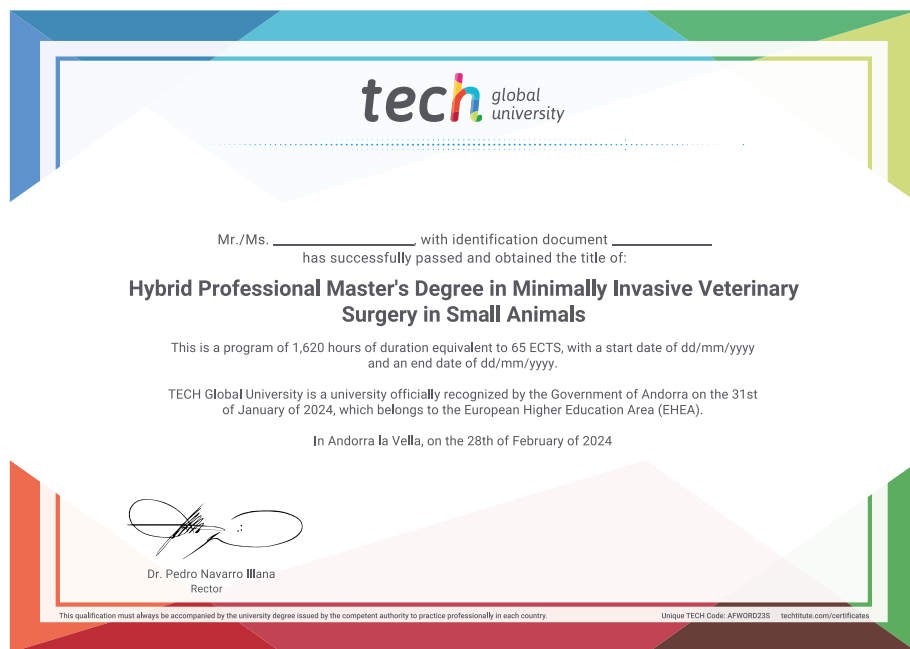 tech global
university
Mr./Ms. ____________, with identification document ____________
has successfully passed and obtained the title of:
Hybrid Professional Master's Degree in Minimally Invasive Veterinary
Surgery in Small Animals
This is a program of 1,620 hours of duration equivalent to 65 ECTS, with a start date of dd/mm/yyyy
and an end date of dd/mm/yyyy.
TECH Global University is a university officially recognized by the Government of Andorra on the 31st
of January of 2024, which belongs to the European Higher Education Area (EHEA).
In Andorra la Vella, on the 28th of February of 2024
Dr. Pedro Navarro Illana
Rector
This qualification must always be accompanied by the university degree issued by the competent authority to practice professionally in each country.
Unique TECH Code: AFWORD23S techtitute.com/certificates